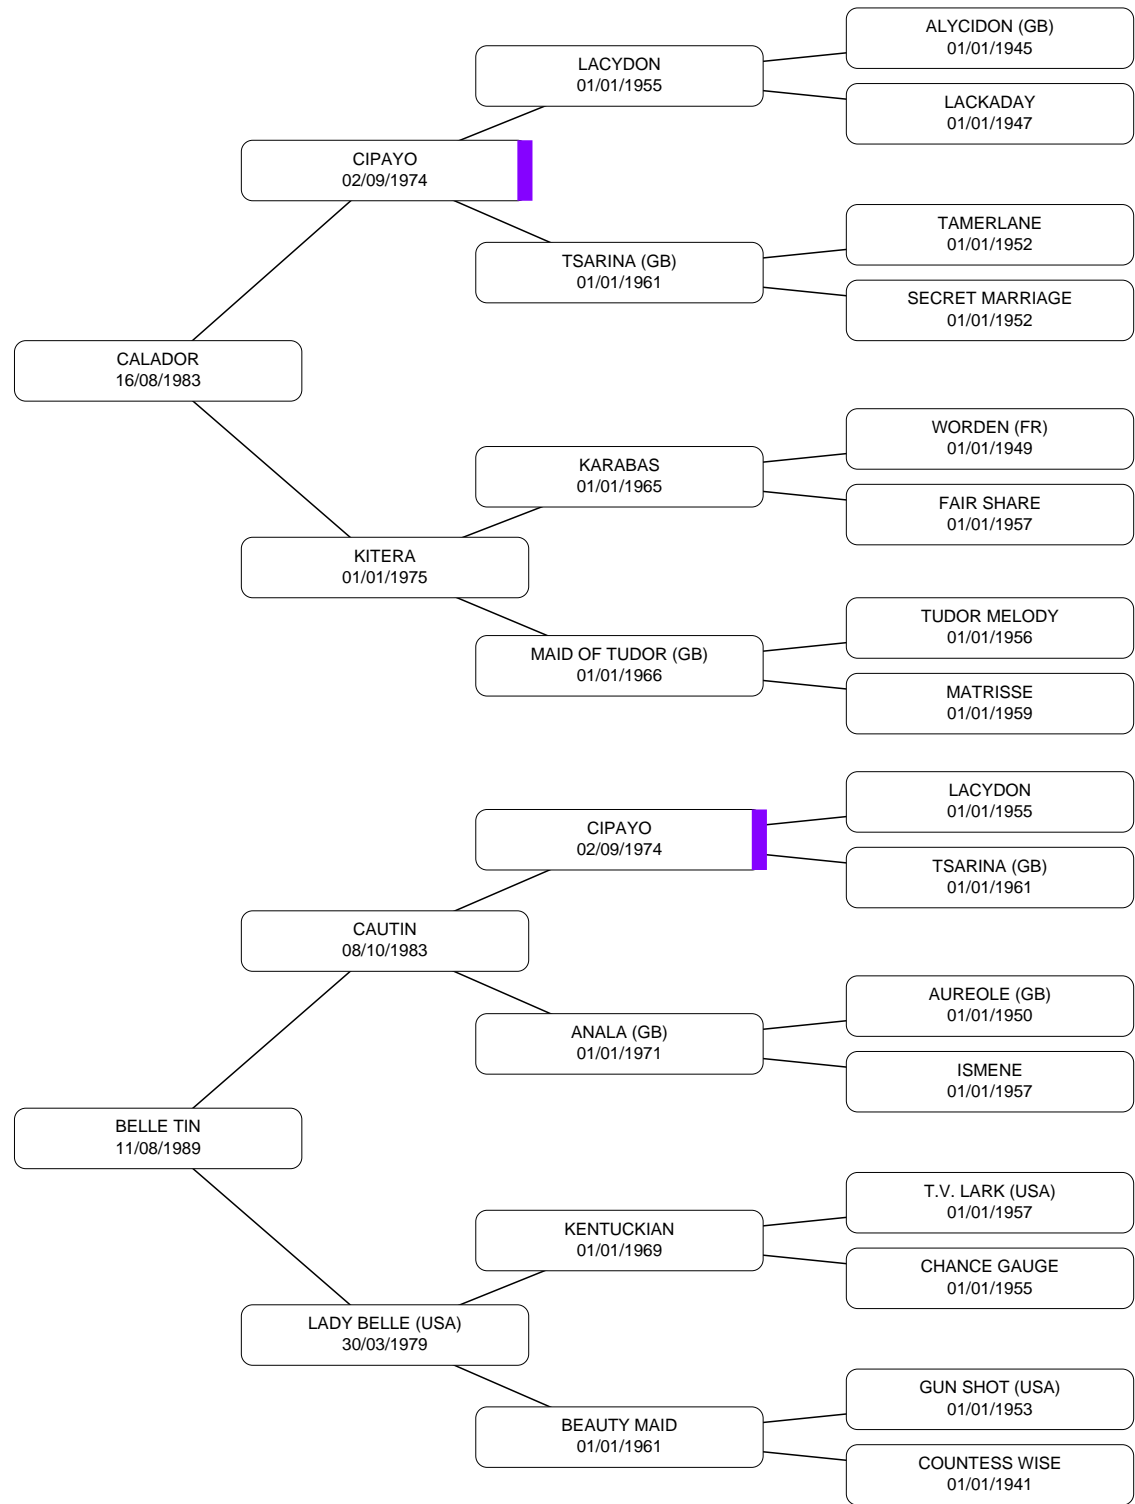 ALYCIDON (GB)
01/01/1945
LACYDON
01/01/1955
LACKADAY
01/01/1947
CIPAYO
02/09/1974
TAMERLANE
01/01/1952
TSARINA (GB)
01/01/1961
SECRET MARRIAGE
01/01/1952
CALADOR
16/08/1983
WORDEN (FR)
01/01/1949
KARABAS
01/01/1965
FAIR SHARE
01/01/1957
KITERA
01/01/1975
TUDOR MELODY
01/01/1956
MAID OF TUDOR (GB)
01/01/1966
MATRISSE
01/01/1959
LACYDON
01/01/1955
CIPAYO
02/09/1974
TSARINA (GB)
01/01/1961
CAUTIN
08/10/1983
AUREOLE (GB)
01/01/1950
ANALA (GB)
01/01/1971
ISMENE
01/01/1957
BELLE TIN
11/08/1989
T.V. LARK (USA)
01/01/1957
KENTUCKIAN
01/01/1969
CHANCE GAUGE
01/01/1955
LADY BELLE (USA)
30/03/1979
GUN SHOT (USA)
01/01/1953
BEAUTY MAID
01/01/1961
COUNTESS WISE
01/01/1941